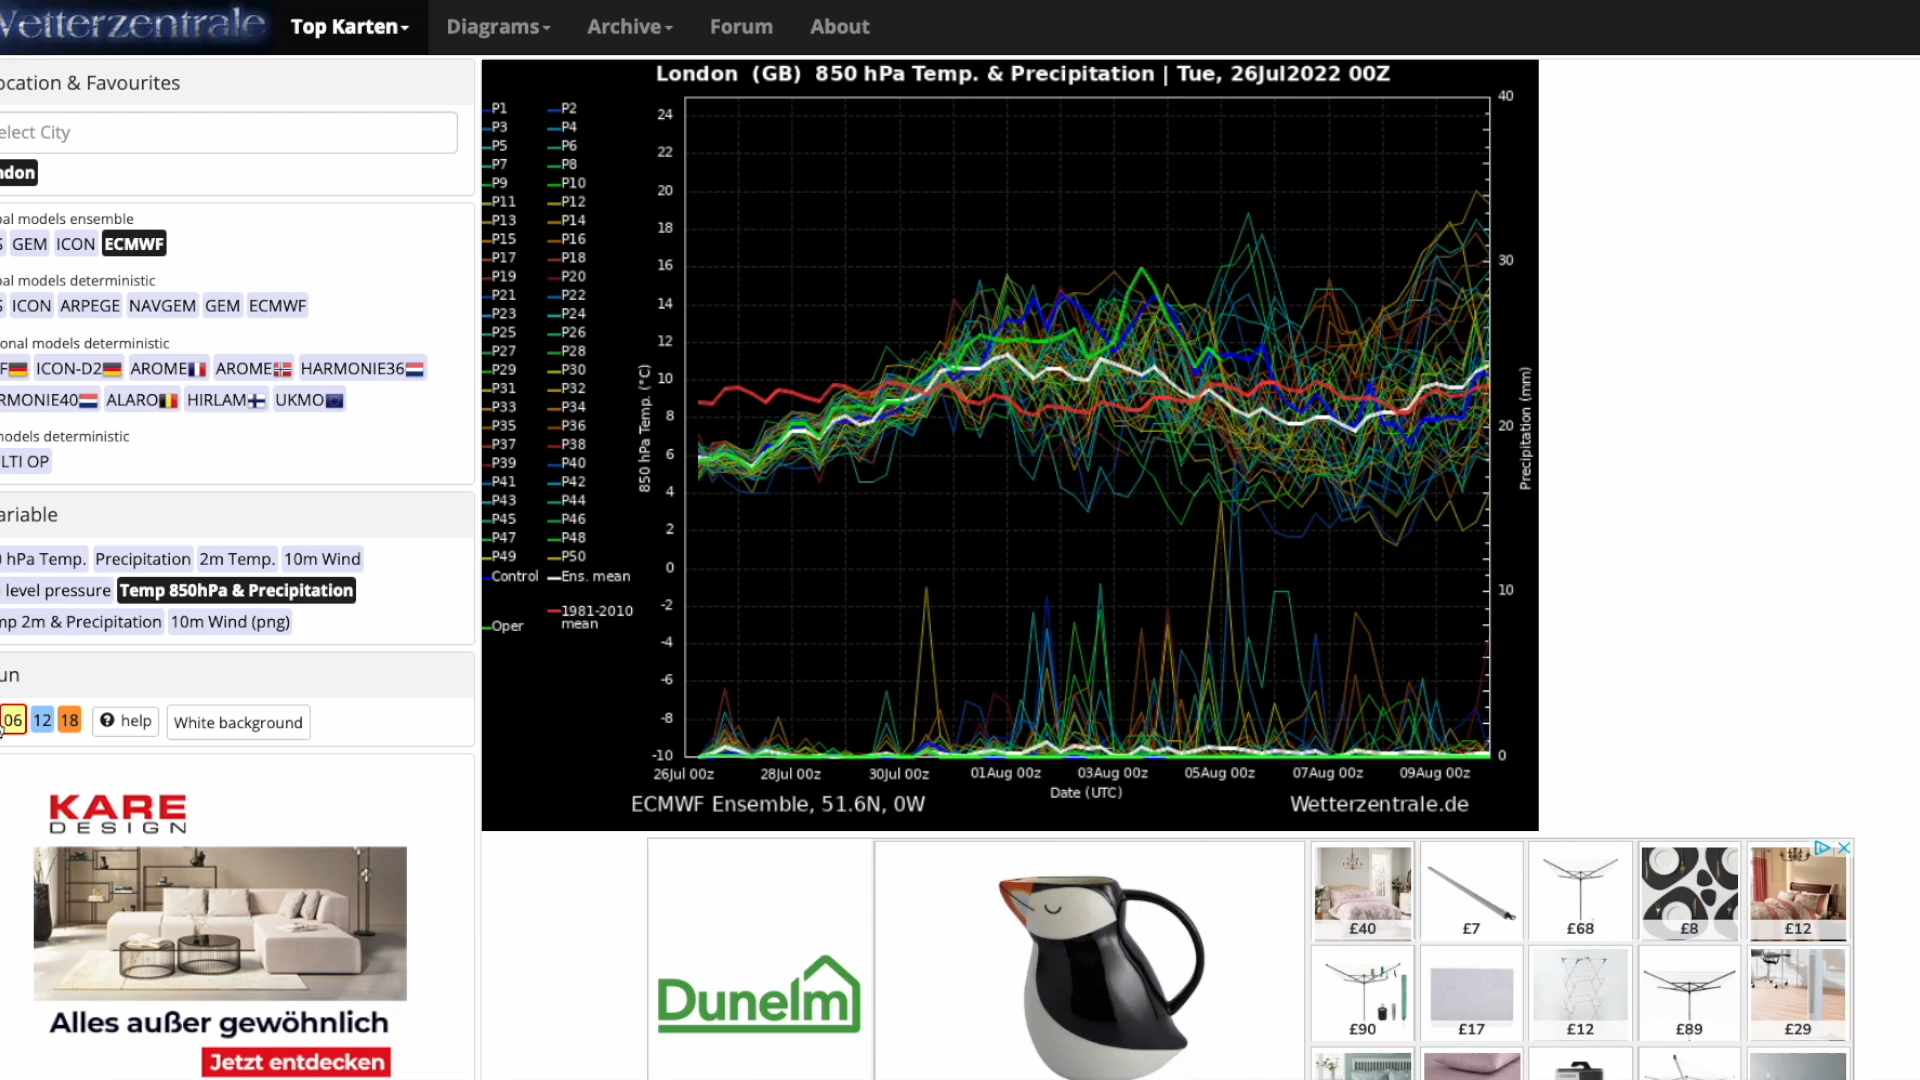 Wetterzentrale
Top Karten
Diagrams
Archive
Forum
About
ocation & Favourites
elect City
ndon
bal models ensemble
S GEM ICON ECMWF
bal models deterministic
S ICON ARPEGE NAVGEM GEM ECMWF
onal models deterministic
F ICON-D2 AROME AROME HARMONIE36
RMONIE40 ALARO HIRLAM UKMO
models deterministic
LTI OP
ariable
0 hPa Temp. Precipitation 2m Temp. 10m Wind
level pressure Temp 850hPa & Precipitation
mp 2m & Precipitation 10m Wind (png)
un
06 12 18 help White background
KARE
DESIGN
Alles außer gewöhnlich
Jetzt entdecken
London (GB) 850 hPa Temp. & Precipitation | Tue, 26Jul2022 00Z
P1 P2
P3 P4
P5 P6
P7 P8
P9 P10
P11 P12
P13 P14
P15 P16
P17 P18
P19 P20
P21 P22
P23 P24
P25 P26
P27 P28
P29 P30
P31 P32
P33 P34
P35 P36
P37 P38
P39 P40
P41 P42
P43 P44
P45 P46
P47 P48
P49 P50
Control Ens. mean
1981-2010
mean
Oper
850 hPa Temp. (°C)
24
22
20
18
16
14
12
10
8
6
4
2
0
-2
-4
-6
-8
-10
40
30
20
10
0
Precipitation (mm)
26Jul 00z 28Jul 00z 30Jul 00z 01Aug 00z 03Aug 00z 05Aug 00z 07Aug 00z 09Aug 00z
Date (UTC)
ECMWF Ensemble, 51.6N, 0W
Wetterzentrale.de
Dunelm
£40 £7 £68 £8 £12
£90 £17 £12 £89 £29